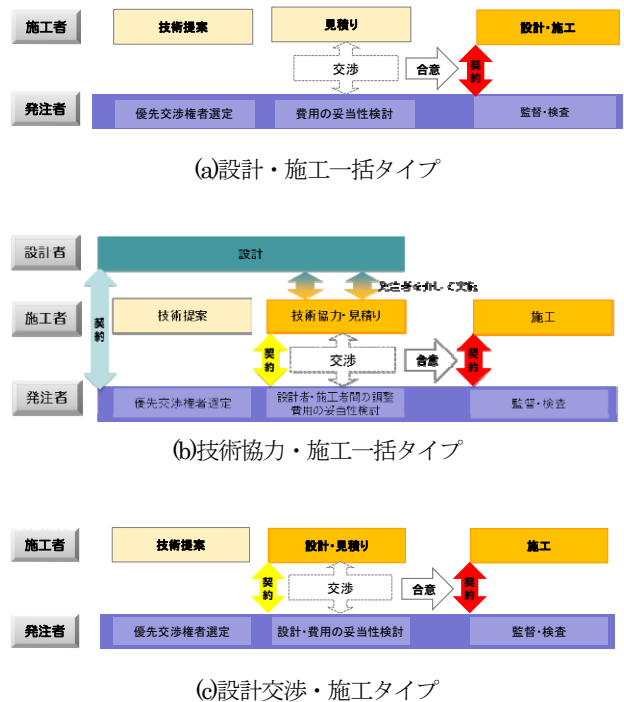 施工者
技術提案
見積り
設計・施工
交渉
合意
契約
発注者
優先交渉権者選定
費用の妥当性検討
監督・検査
(a)設計・施工一括タイプ
設計者
設計
発注者を介して実施
施工者
契約
技術提案
技術協力・見積り
施工
契約
交渉
合意
契約
発注者
優先交渉権者選定
設計者・施工者間の調整
費用の妥当性検討
監督・検査
(b)技術協力・施工一括タイプ
施工者
技術提案
設計・見積り
施工
契約
交渉
合意
契約
発注者
優先交渉権者選定
設計・費用の妥当性検討
監督・検査
(c)設計交渉・施工タイプ